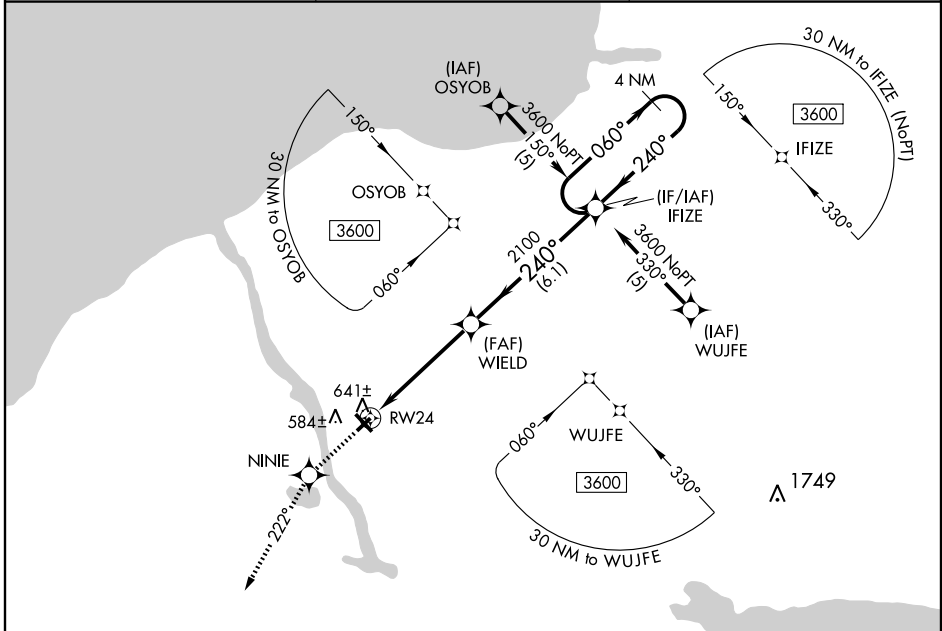 (IAF)
OSYOB
3600 NoPT
150°
(5)
4 NM
060°
240°
(IF/IAF)
IFIZE
30 NM to IFIZE (NoPT)
150°
3600
IFIZE
330°
150°
OSYOB
3600
30 NM to OSYOB
060°
2100
240°
(6.1)
3600 NoPT
330°
(5)
(IAF)
WUJFE
(FAF)
WIELD
641±
584±
RW24
NINIE
222°
060°
WUJFE
3600
330°
30 NM to WUJFE
1749